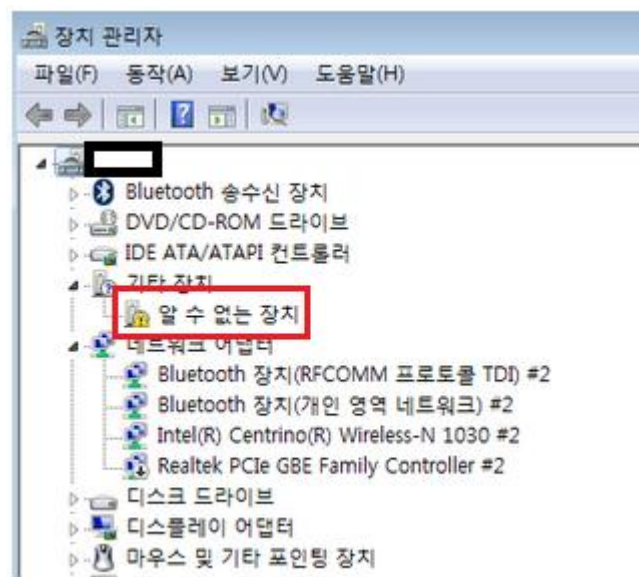 장치 관리자
파일(F) 동작(A) 보기(V) 도움말(H)
Bluetooth 송수신 장치
DVD/CD-ROM 드라이브
IDE ATA/ATAPI 컨트롤러
기타 장치
알 수 없는 장치
네트워크 어댑터
Bluetooth 장치(RFCOMM 프로토콜 TDI) #2
Bluetooth 장치(개인 영역 네트워크) #2
Intel(R) Centrino(R) Wireless-N 1030 #2
Realtek PCIe GBE Family Controller #2
디스크 드라이브
디스플레이 어댑터
마우스 및 기타 포인팅 장치